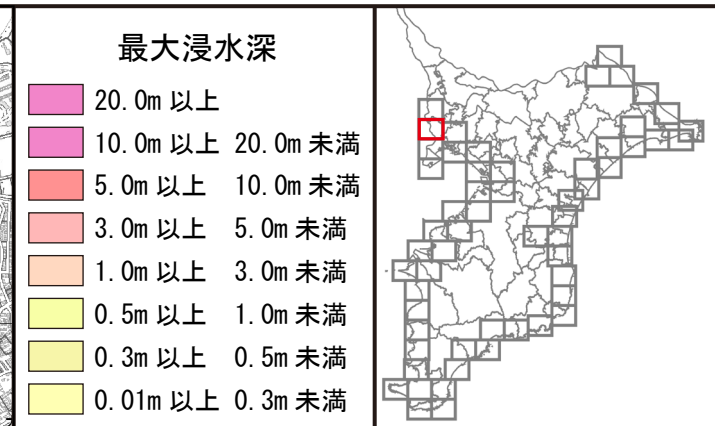 最大浸水深
20.0m 以上
10.0m 以上 20.0m 未満
5.0m 以上 10.0m 未満
3.0m 以上 5.0m 未満
1.0m 以上 3.0m 未満
0.5m 以上 1.0m 未満
0.3m 以上 0.5m 未満
0.01m 以上 0.3m 未満